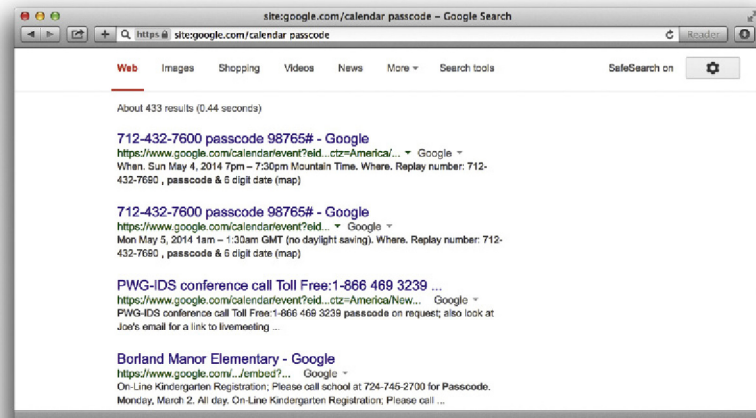 site:google.com/calendar passcode – Google Search
https site:google.com/calendar passcode
Reader
Web Images Shopping Videos News More Search tools SafeSearch on
About 433 results (0.44 seconds)
712-432-7600 passcode 98765# - Google
https://www.google.com/calendar/event?eid...ctz=America/... Google
When. Sun May 4, 2014 7pm – 7:30pm Mountain Time. Where. Replay number: 712-
432-7690 , passcode & 6 digit date (map)
712-432-7600 passcode 98765# - Google
https://www.google.com/calendar/event?eid... Google
Mon May 5, 2014 1am – 1:30am GMT (no daylight saving). Where. Replay number: 712-
432-7690 , passcode & 6 digit date (map)
PWG-IDS conference call Toll Free:1-866 469 3239 ...
https://www.google.com/calendar/event?eid...ctz=America/New... Google
PWG-IDS conference call Toll Free:1-866 469 3239 passcode on request; also look at
Joe's email for a link to livemeeting ...
Borland Manor Elementary - Google
https://www.google.com/.../embed?... Google
On-Line Kindergarten Registration; Please call school at 724-745-2700 for Passcode.
Monday, March 2. All day. On-Line Kindergarten Registration; Please call ...